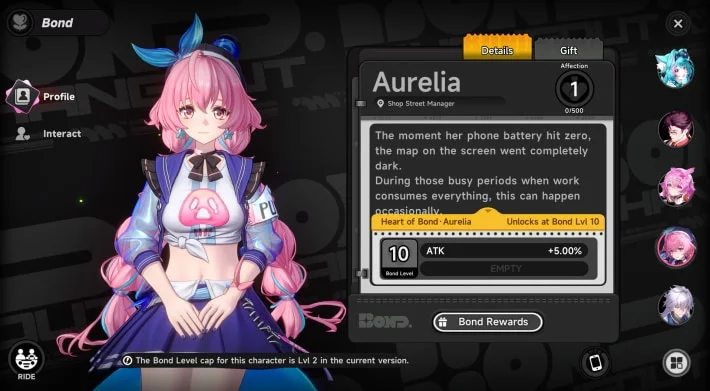 Bond
Details
Gift
Profile
Interact
Aurelia
Shop Street Manager
Affection
1
0/500
The moment her phone battery hit zero,
the map on the screen went completely
dark.
During those busy periods when work
consumes everything, this can happen
occasionally.
Heart of Bond·Aurelia
Unlocks at Bond Lvl 10
10
Bond Level
ATK
+5.00%
EMPTY
BOND.
Bond Rewards
RIDE
The Bond Level cap for this character is Lvl 2 in the current version.